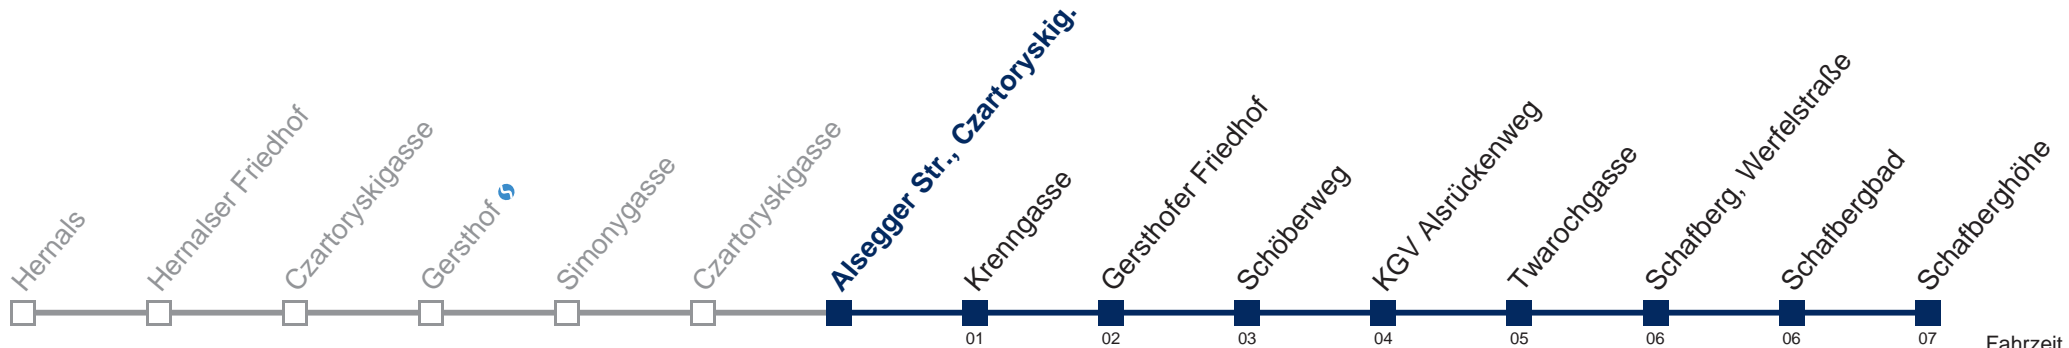 Hernals
Hernalser Friedhof
Czartoryskigasse
Gersthof
Simonygasse
Czartoryskigasse
Alsegger Str., Czartoryskig.
Krenngasse
Gersthofer Friedhof
Schöberweg
KGV Alsrückenweg
Twarochgasse
Schafberg, Werfelstraße
Schafbergbad
Schafberghöhe
01 02 03 04 05 06 06 07 Fahrzeit